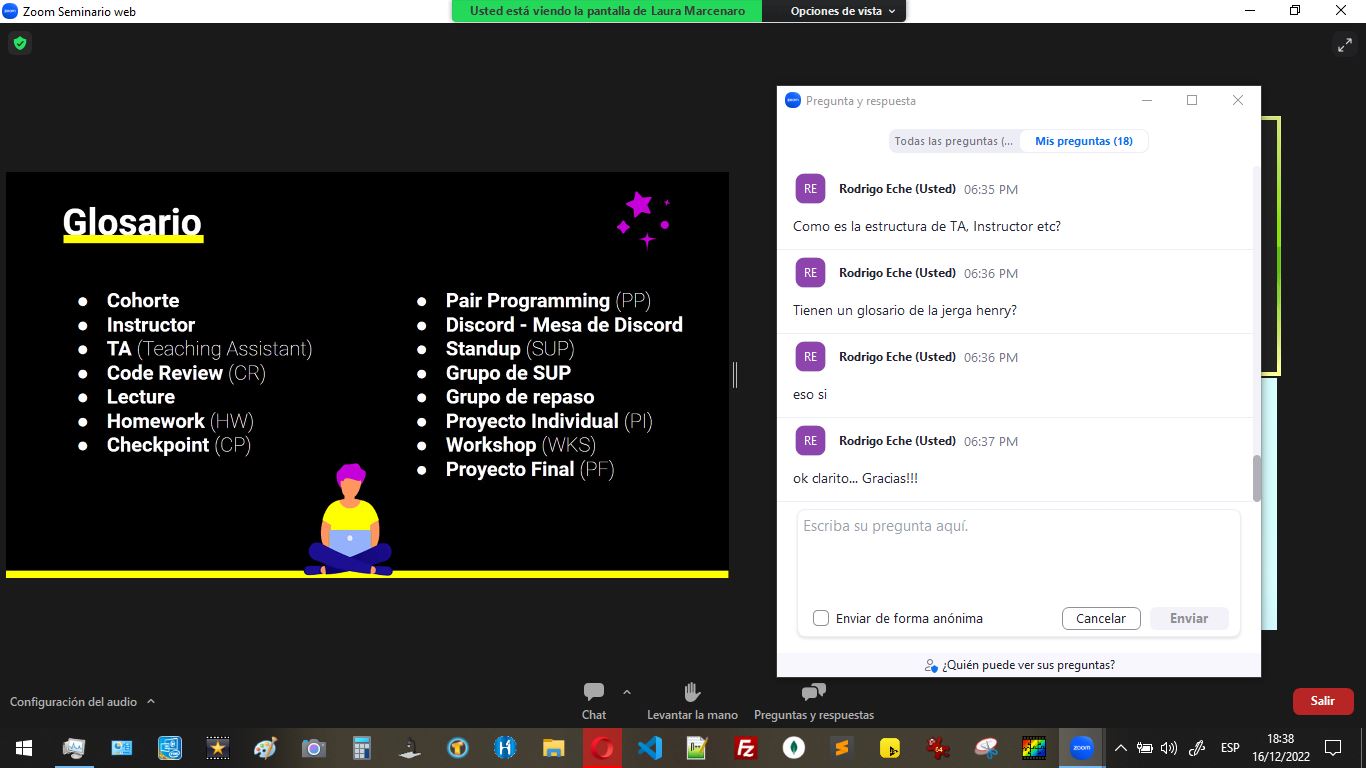 Zoom Seminario web
Usted está viendo la pantalla de Laura Marcenaro
Opciones de vista
Glosario
Cohorte
Instructor
TA (Teaching Assistant)
Code Review (CR)
Lecture
Homework (HW)
Checkpoint (CP)
Pair Programming (PP)
Discord - Mesa de Discord
Standup (SUP)
Grupo de SUP
Grupo de repaso
Proyecto Individual (PI)
Workshop (WKS)
Proyecto Final (PF)
zoom Pregunta y respuesta
Todas las preguntas (...
Mis preguntas (18)
RE Rodrigo Eche (Usted) 06:35 PM
Como es la estructura de TA, Instructor etc?
RE Rodrigo Eche (Usted) 06:36 PM
Tienen un glosario de la jerga henry?
RE Rodrigo Eche (Usted) 06:36 PM
eso si
RE Rodrigo Eche (Usted) 06:37 PM
ok clarito... Gracias!!!
Escriba su pregunta aquí.
Enviar de forma anónima
Cancelar
Enviar
¿Quién puede ver sus preguntas?
Configuración del audio
Chat
Levantar la mano
Preguntas y respuestas
Salir
zoom
ESP
18:38
16/12/2022